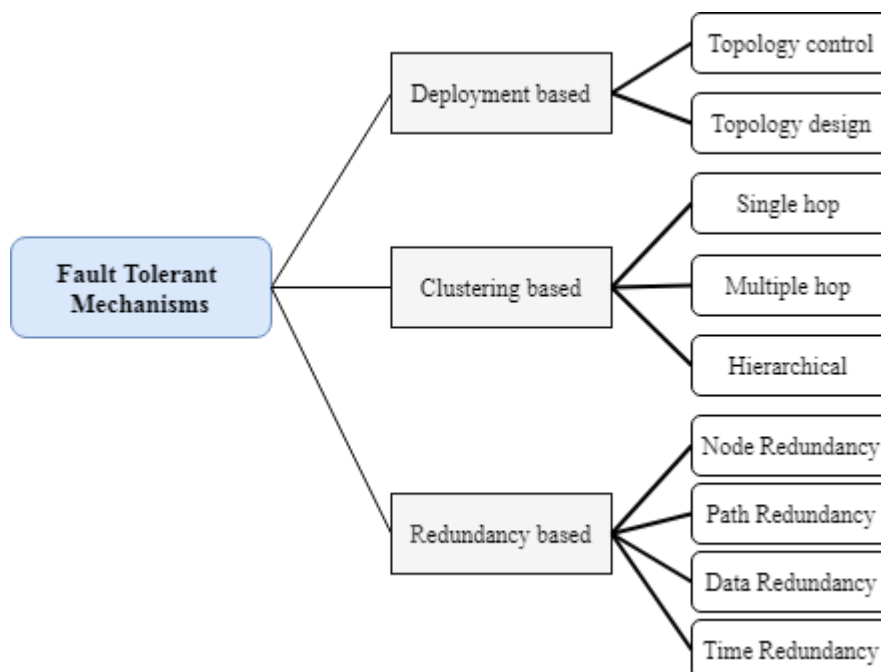 Fault Tolerant
Mechanisms
Deployment based
Topology control
Topology design
Clustering based
Single hop
Multiple hop
Hierarchical
Redundancy based
Node Redundancy
Path Redundancy
Data Redundancy
Time Redundancy